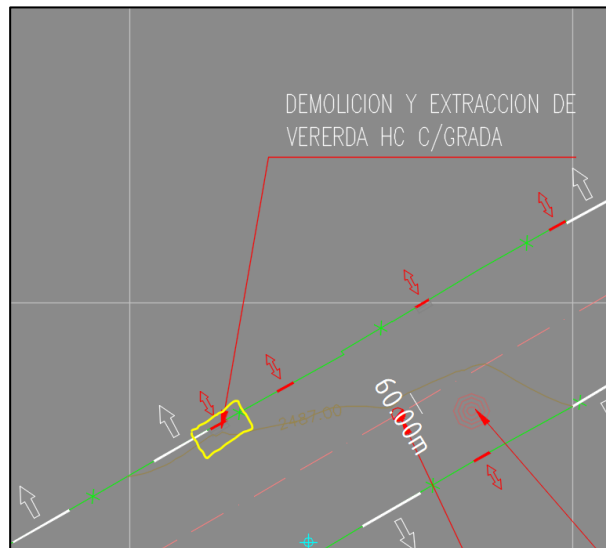 DEMOLICION Y EXTRACCION DE
VERERDA HC C/GRADA
60.00m